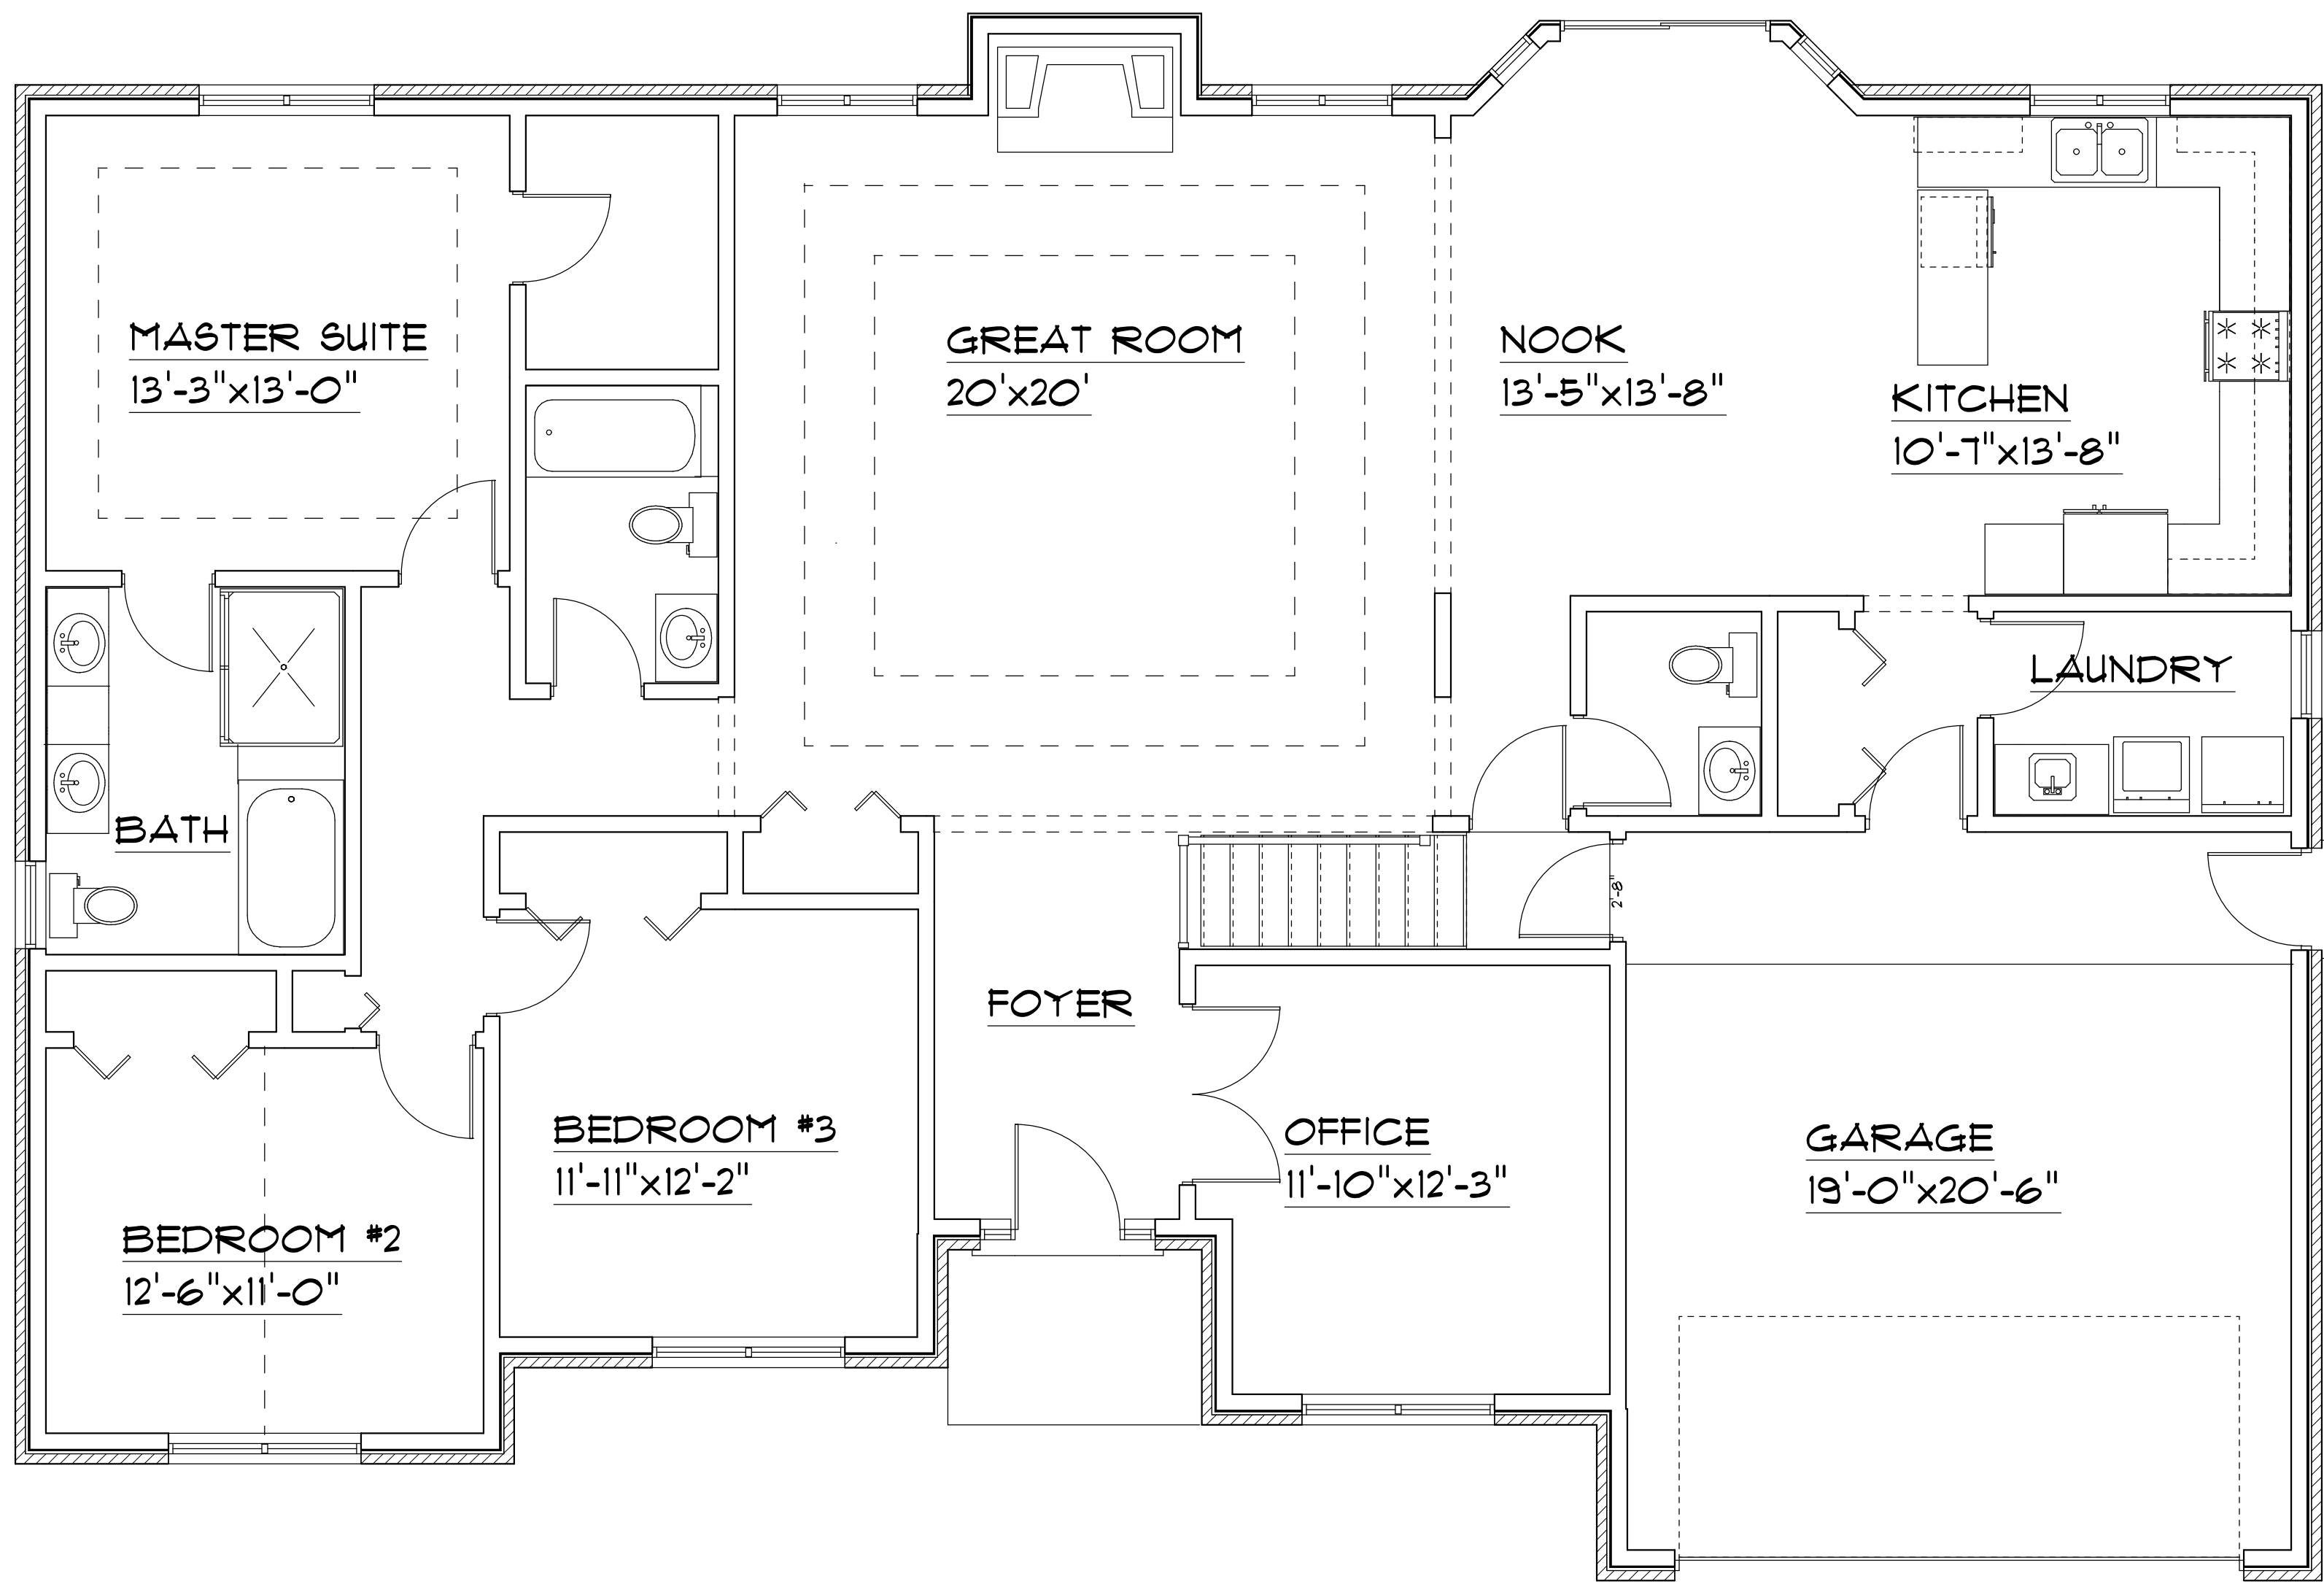 MASTER SUITE
13'-3"x13'-0"
GREAT ROOM
20'x20'
NOOK
13'-5"x13'-8"
KITCHEN
10'-7"x13'-8"
LAUNDRY
BATH
2'-8"
FOYER
BEDROOM #3
11'-11"x12'-2"
OFFICE
11'-10"x12'-3"
GARAGE
19'-0"x20'-6"
BEDROOM #2
12'-6"x11'-0"